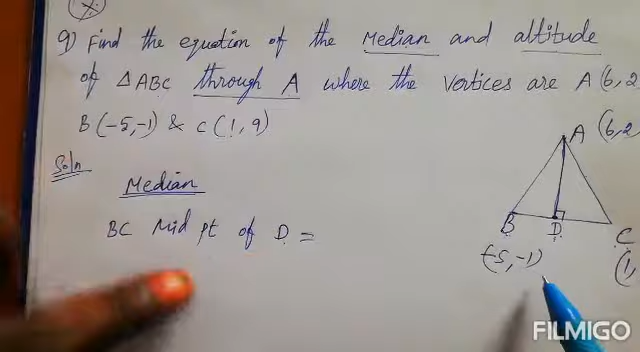 9) Find the equation of the Median and altitude
of △ABC through A where the vertices are A (6, 2
B(-5,-1) & C(1, 9)
Soln
Median
BC Mid pt of D =
A (6, 2
B D C
(-5,-1) (1,
FILMIGO